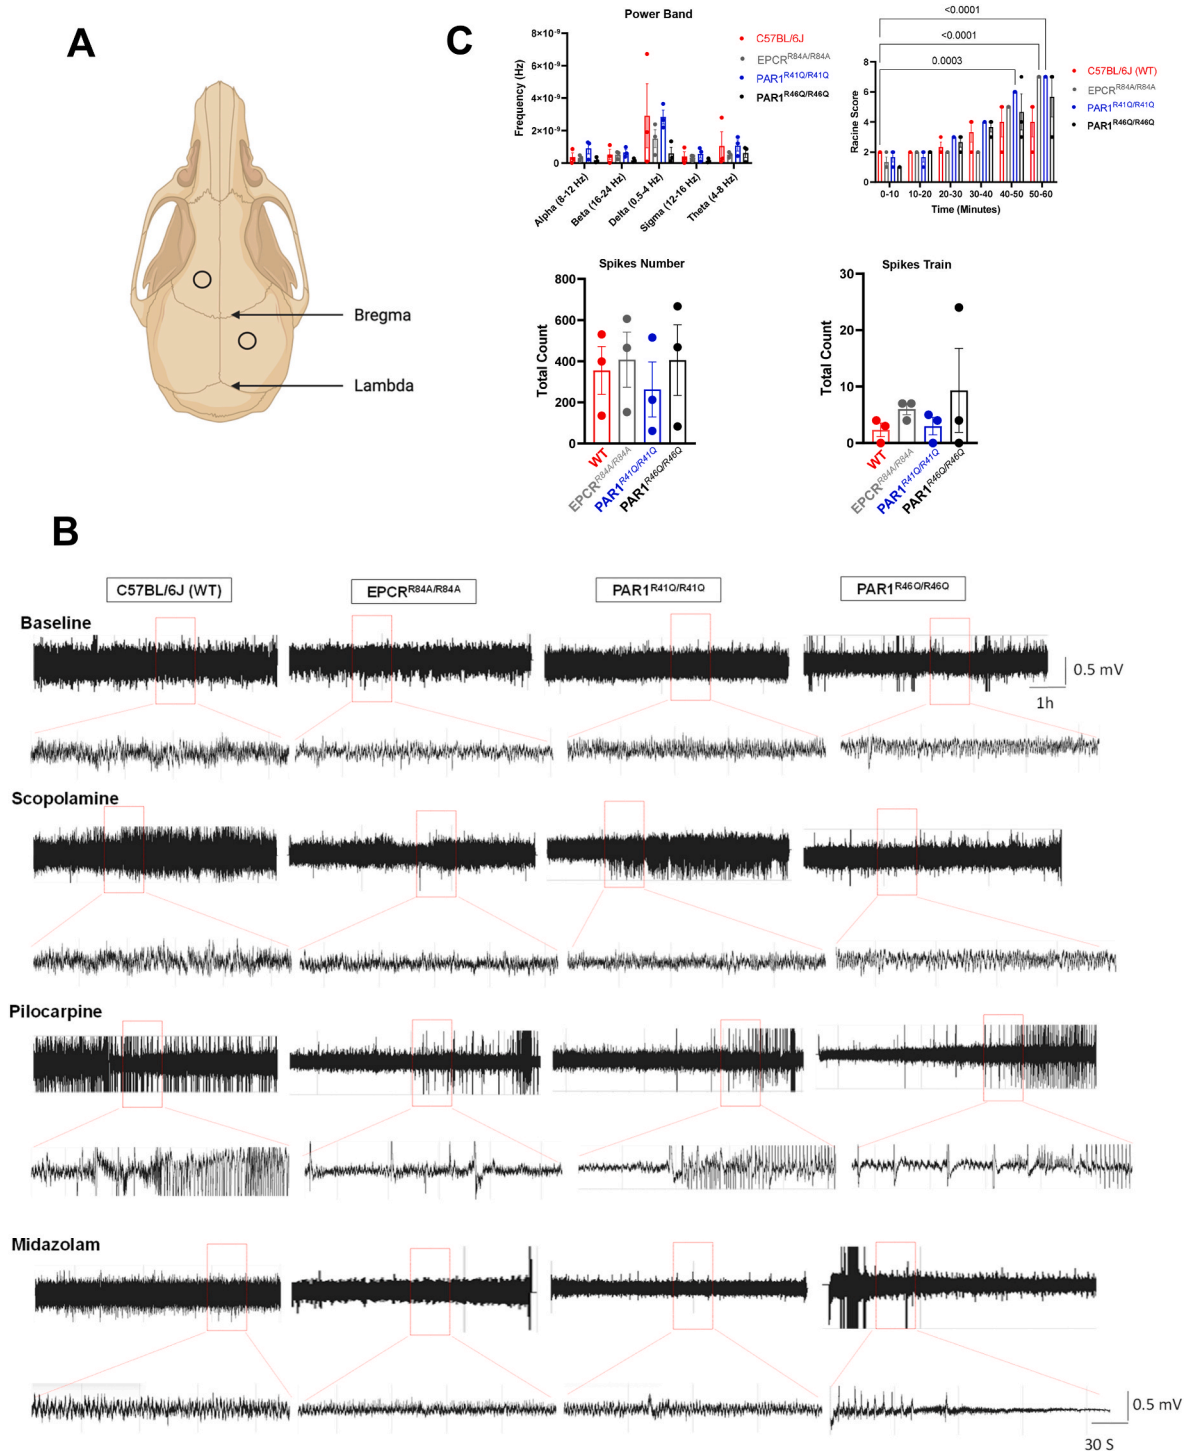 A
Bregma
Lambda
C
Power Band
Frequency (Hz)
8×10⁻⁹
6×10⁻⁹
4×10⁻⁹
2×10⁻⁹
0
Alpha (8-12 Hz)
Beta (16-24 Hz)
Delta (0.5-4 Hz)
Sigma (12-16 Hz)
Theta (4-8 Hz)
C57BL/6J
EPCR^R84A/R84A
PAR1^R41Q/R41Q
PAR1^R46Q/R46Q
<0.0001
<0.0001
0.0003
Racine Score
8
6
4
2
0
0-10 10-20 20-30 30-40 40-50 50-60
Time (Minutes)
C57BL/6J (WT)
EPCR^R84A/R84A
PAR1^R41Q/R41Q
PAR1^R46Q/R46Q
Spikes Number
Total Count
800
600
400
200
0
WT
EPCR^R84A/R84A
PAR1^R41Q/R41Q
PAR1^R46Q/R46Q
Spikes Train
Total Count
30
20
10
0
WT
EPCR^R84A/R84A
PAR1^R41Q/R41Q
PAR1^R46Q/R46Q
B
C57BL/6J (WT)
EPCR^R84A/R84A
PAR1^R41Q/R41Q
PAR1^R46Q/R46Q
Baseline
0.5 mV
1h
Scopolamine
Pilocarpine
Midazolam
0.5 mV
30 S